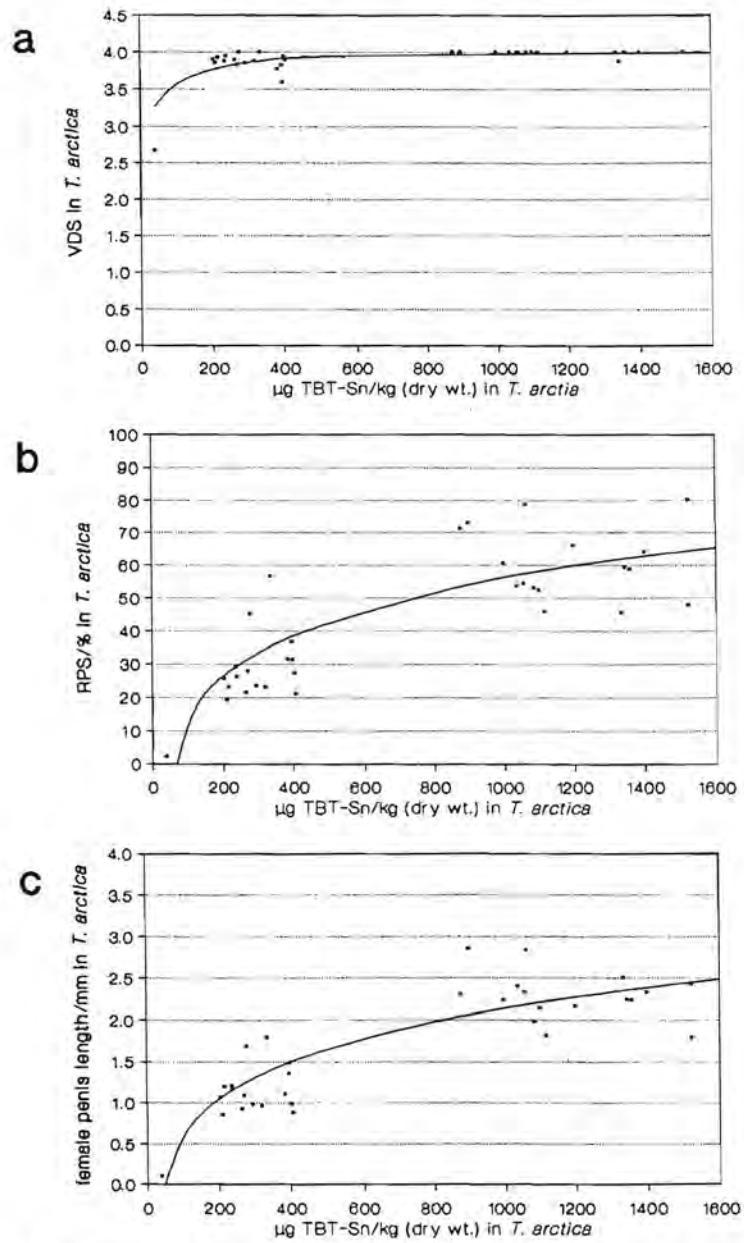 a
4.5
4.0
3.5
3.0
2.5
2.0
1.5
1.0
0.5
0.0
VDS in T. arctica
0 200 400 600 800 1000 1200 1400 1600
µg TBT-Sn/kg (dry wt.) in T. arctia
b
100
90
80
70
60
50
40
30
20
10
0
RPS/% in T. arctica
0 200 400 600 800 1000 1200 1400 1600
µg TBT-Sn/kg (dry wt.) in T. arctica
c
4.0
3.5
3.0
2.5
2.0
1.5
1.0
0.5
0.0
female penis length/mm in T. arctica
0 200 400 600 800 1000 1200 1400 1600
µg TBT-Sn/kg (dry wt.) in T. arctica